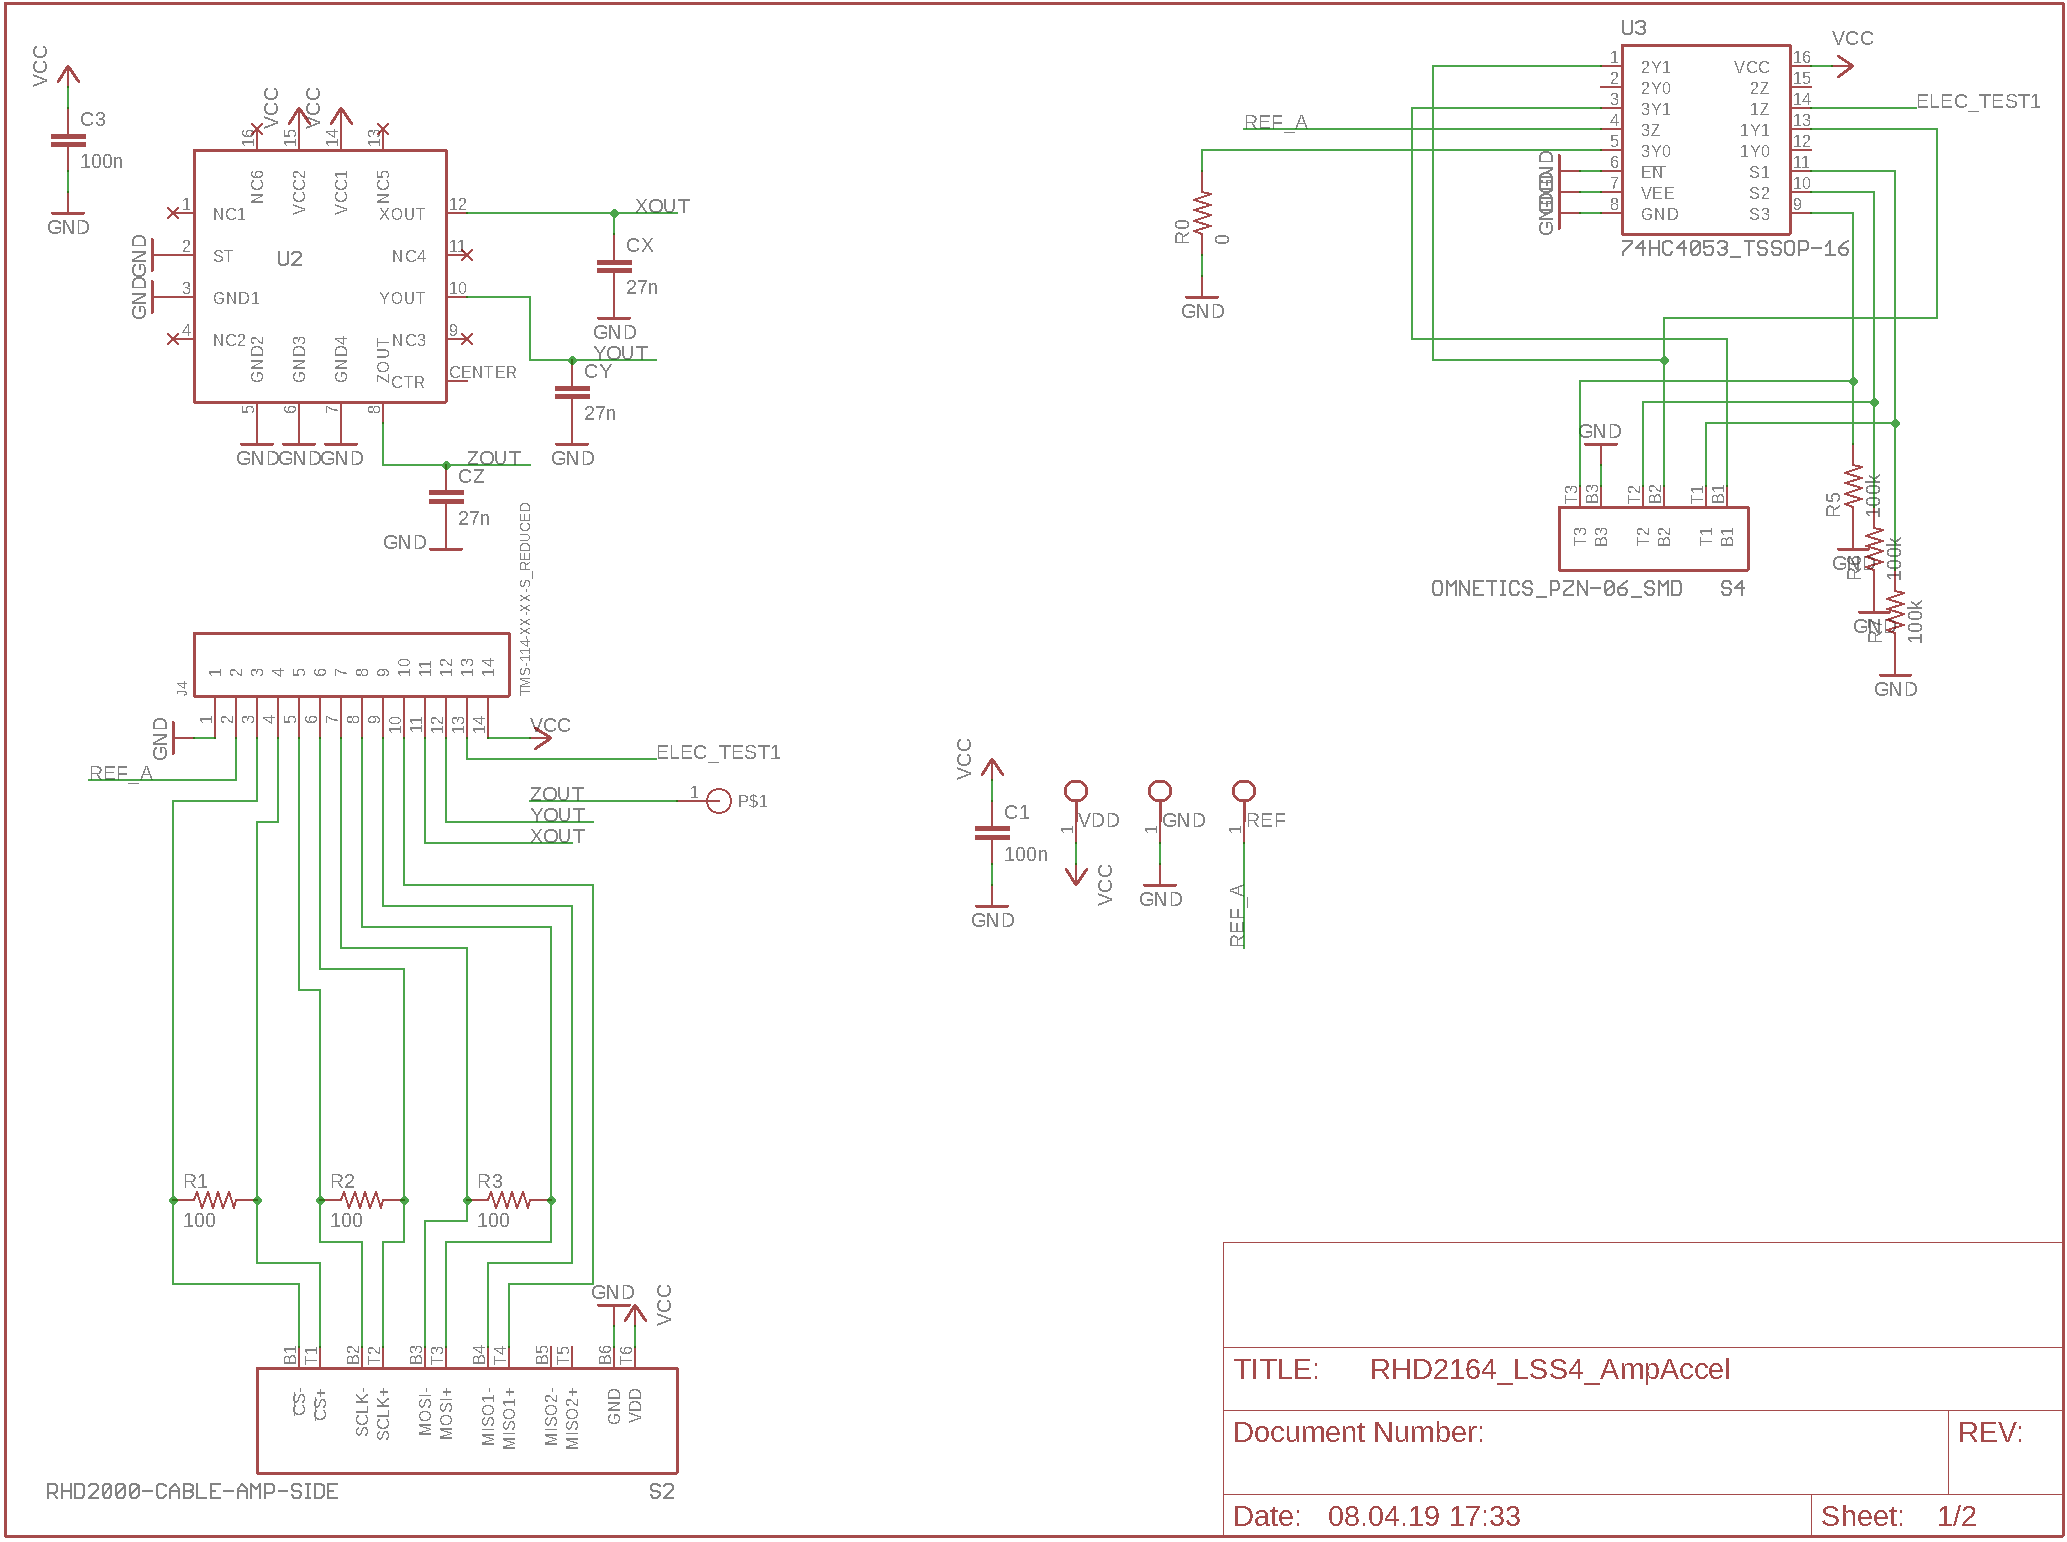 VCC
C3
100n
GND
VCC
VCC
16
15
14
13
NC6
VCC2
VCC1
NC5
1
NC1
2
ST
3
GND1
4
NC2
GND
GND
U2
XOUT
12
NC4
11
YOUT
10
NC3
9
CTR
CENTER
GND2
GND3
GND4
ZOUT
5
6
7
8
GND
GND
GND
XOUT
CX
27n
GND
YOUT
CY
27n
GND
ZOUT
CZ
27n
GND
U3
1
2
3
4
5
6
7
8
2Y1
2Y0
3Y1
3Z
3Y0
EN
VEE
GND
VCC
2Z
1Z
1Y1
1Y0
S1
S2
S3
16
15
14
13
12
11
10
9
VCC
ELEC_TEST1
REF_A
GND
GND
GND
74HC4053_TSSOP-16
R0
0
GND
GND
T3
B3
T2
B2
T1
B1
T3
B3
T2
B2
T1
B1
OMNETICS_PZN-06_SMD
S4
R5
100k
GND
100k
GND
100k
GND
TMS-114-XX-XX-S_REDUCED
J4
1
2
3
4
5
6
7
8
9
10
11
12
13
14
1
2
3
4
5
6
7
8
9
10
11
12
13
14
GND
VCC
REF_A
ELEC_TEST1
ZOUT
1
P$1
YOUT
XOUT
VCC
C1
100n
GND
1
VDD
VCC
1
GND
GND
1
REF
REF_A
R1
100
R2
100
R3
100
GND
VCC
B1
T1
B2
T2
B3
T3
B4
T4
B5
T5
B6
T6
CS-
CS+
SCLK-
SCLK+
MOSI-
MOSI+
MISO1-
MISO1+
MISO2-
MISO2+
GND
VDD
RHD2000-CABLE-AMP-SIDE
S2
TITLE: RHD2164_LSS4_AmpAccel
Document Number:
REV:
Date: 08.04.19 17:33
Sheet: 1/2